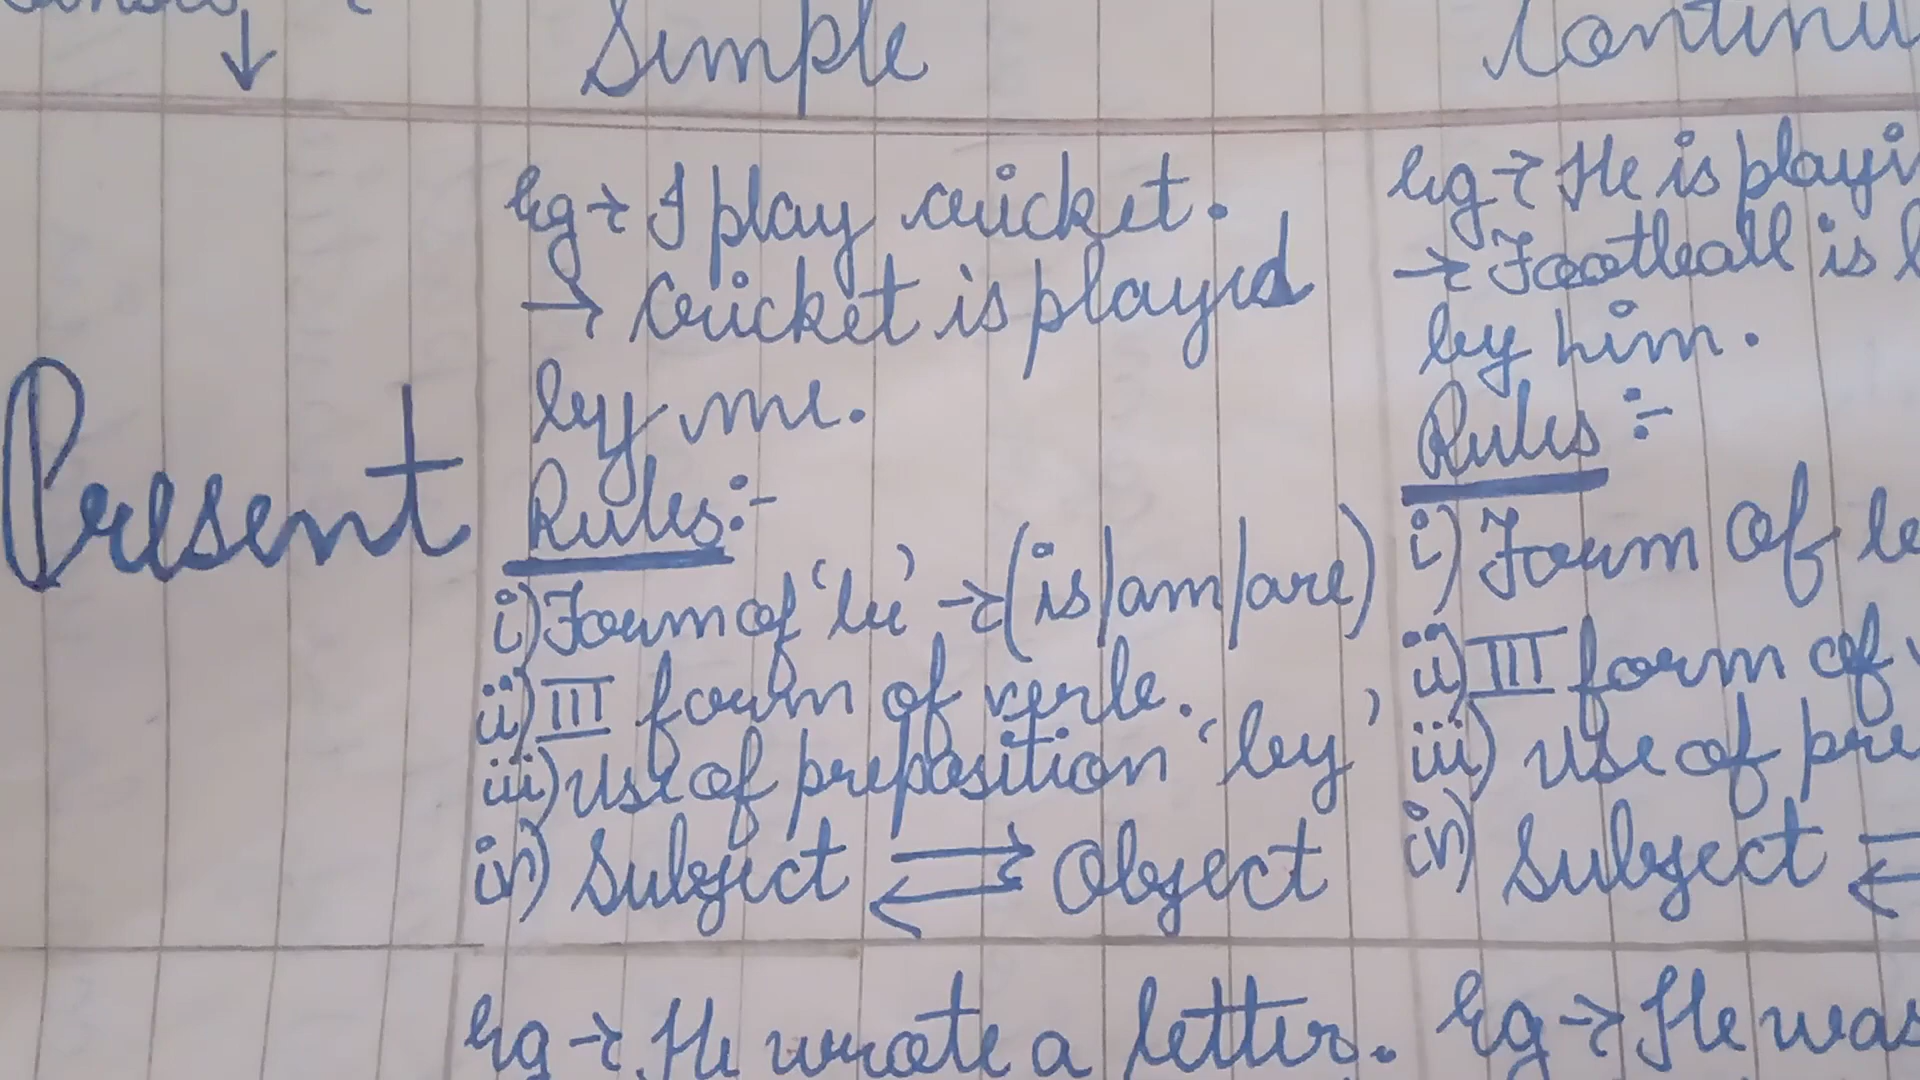 Simple
Eg → I play cricket.
→ Cricket is played
by me.
Rules:-
i) Form of 'be' → (is/am/are)
ii) III form of verb.
iii) Use of preposition 'by'
iv) Subject ⇄ Object
Present
Eg → He is playi
→ Football is b
by him.
Rules :-
i) Form of be
ii) III form of v
iii) Use of pre
iv) Subject
Eg → He wrote a letter.
Eg → He was